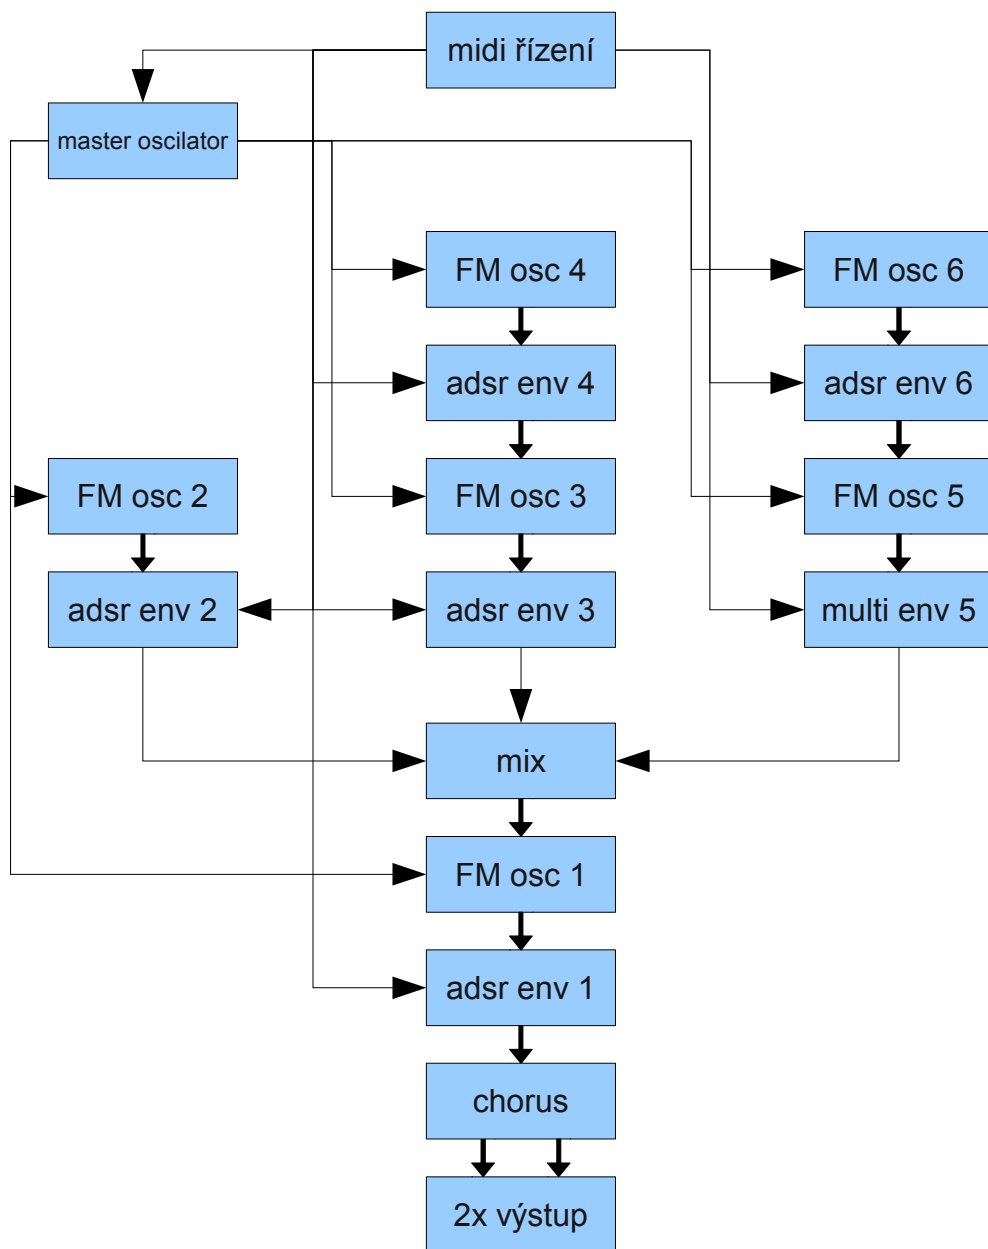 midi řízení
master oscilator
FM osc 4
FM osc 6
adsr env 4
adsr env 6
FM osc 2
FM osc 3
FM osc 5
adsr env 2
adsr env 3
multi env 5
mix
FM osc 1
adsr env 1
chorus
2x výstup